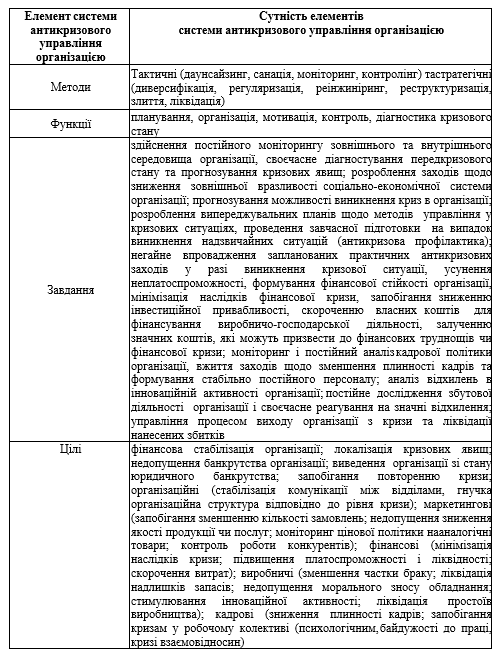 Елемент системи
антикризового
управління
організацією
Сутність елементів
системи антикризового управління організацією
Методи
Тактичні (даунсайзинг, санація, моніторинг, контролінг) тастратегічні
(диверсифікація, регуляризація, реінжиніринг, реструктуризація,
злиття, ліквідація)
Функції
планування, організація, мотивація, контроль, діагностика кризового
стану
Завдання
здійснення постійного моніторингу зовнішнього та внутрішнього
середовища організації, своєчасне діагностування передкризового
стану та прогнозування кризових явищ; розроблення заходів щодо
зниження зовнішньої вразливості соціально-економічної системи
організації; прогнозування можливості виникнення криз в організації;
розроблення випереджувальних планів щодо методів управління у
кризових ситуаціях, проведення завчасної підготовки на випадок
виникнення надзвичайних ситуацій (антикризова профілактика);
негайне впровадження запланованих практичних антикризових
заходів у разі виникнення кризової ситуації, усунення
неплатоспроможності, формування фінансової стійкості організації,
мінімізація наслідків фінансової кризи, запобігання зниженню
інвестиційної привабливості, скороченню власних коштів для
фінансування виробничо-господарської діяльності, залученню
значних коштів, які можуть призвести до фінансових труднощів чи
фінансової кризи; моніторинг і постійний аналіз кадрової політики
організації, вжиття заходів щодо зменшення плинності кадрів та
формування стабільно постійного персоналу; аналіз відхилень в
інноваційній активності організації; постійне дослідження збутової
діяльності організації і своєчасне реагування на значні відхилення;
управління процесом виходу організації з кризи та ліквідації
нанесених збитків
Цілі
фінансова стабілізація організації; локалізація кризових явищ;
недопущення банкрутства організації; виведення організації зі стану
юридичного банкрутства; запобігання повторенню кризи;
організаційні (стабілізація комунікації між відділами, гнучка
організаційна структура відповідно до рівня кризи); маркетингові
(запобігання зменшенню кількості замовлень; недопущення зниження
якості продукції чи послуг; моніторинг цінової політики нааналогічні
товари; контроль роботи конкурентів); фінансові (мінімізація
наслідків кризи; підвищення платоспроможності і ліквідності;
скорочення витрат); виробничі (зменшення частки браку; ліквідація
надлишків запасів; недопущення морального зносу обладнання;
стимулювання інноваційної активності; ліквідація простоїв
виробництва); кадрові (зниження плинності кадрів; запобігання
кризам у робочому колективі (психологічним, байдужості до праці,
кризі взаємовідносин)